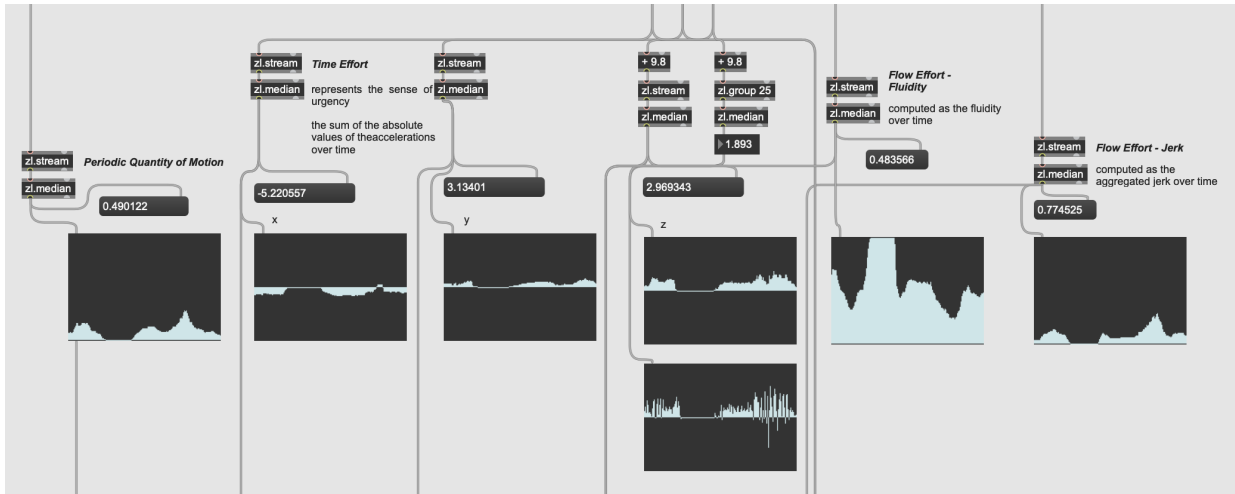 zl.stream
Time Effort
zl.stream
+ 9.8
+ 9.8
Flow Effort -
Fluidity
zl.median
represents the sense of
urgency
zl.median
zl.stream
zl.group 25
zl.stream
the sum of the absolute
values of theaccelerations
over time
zl.median
zl.median
zl.median
computed as the fluidity
over time
1.893
0.483566
zl.stream
Flow Effort - Jerk
zl.stream
Periodic Quantity of Motion
zl.median
computed as the
aggregated jerk over time
zl.median
0.490122
-5.220557
3.13401
2.969343
0.774525
x
y
z